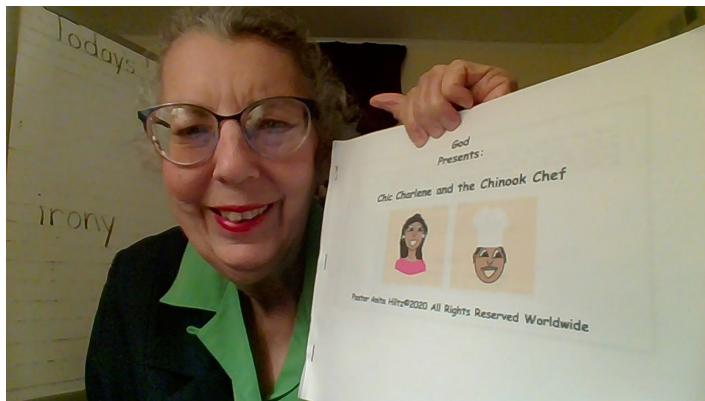 Todays
irony
God
Presents:
Chic Charlene and the Chinook Chef
Pastor Anita Hiltz©2020 All Rights Reserved Worldwide